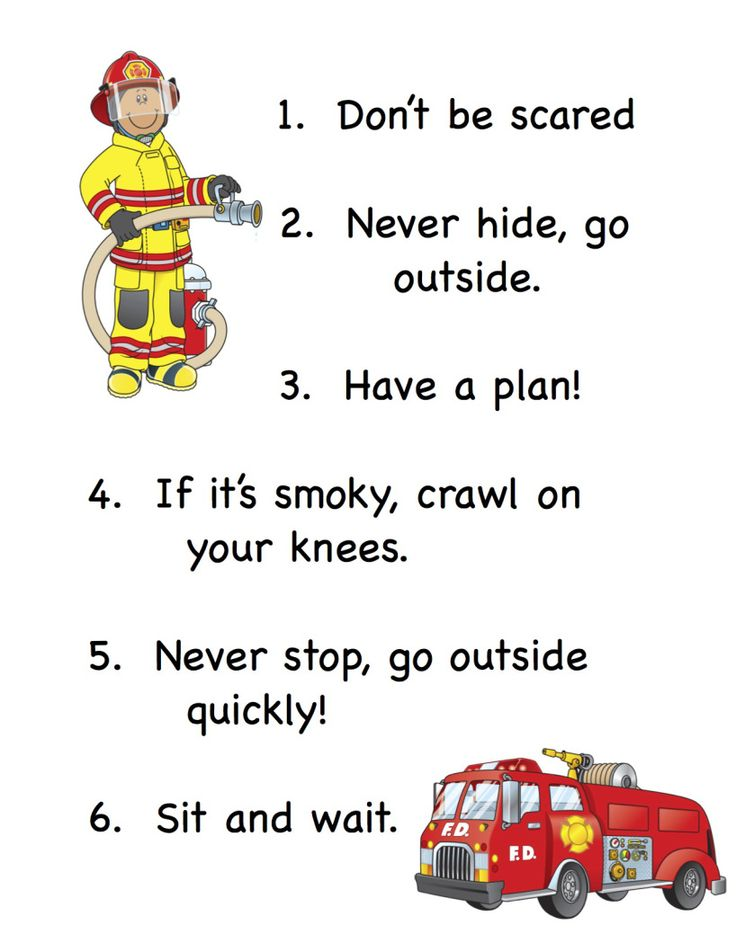 1. Don't be scared
2. Never hide, go
outside.
3. Have a plan!
4. If it's smoky, crawl on
your knees.
5. Never stop, go outside
quickly!
6. Sit and wait.
F.D.
F.D.